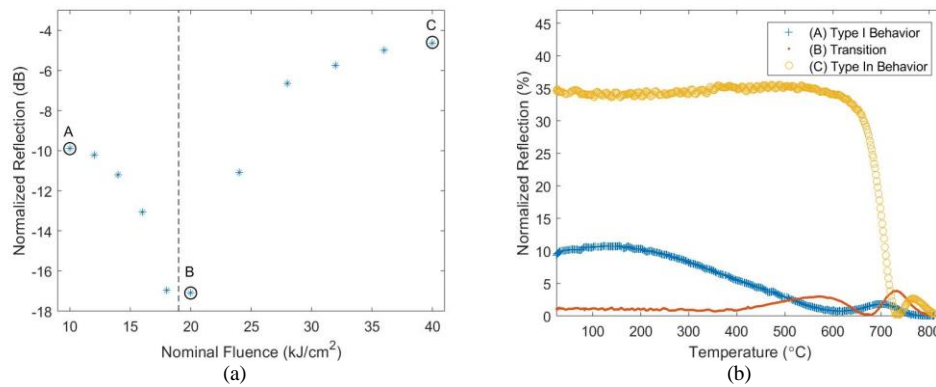 -4
-6
-8
-10
-12
-14
-16
-18
Normalized Reflection (dB)
A
B
C
10
15
20
25
30
35
40
Nominal Fluence (kJ/cm²)
(a)
45
40
35
30
25
20
15
10
5
0
Normalized Reflection (%)
(A) Type I Behavior
(B) Transition
(C) Type In Behavior
100
200
300
400
500
600
700
800
Temperature (°C)
(b)